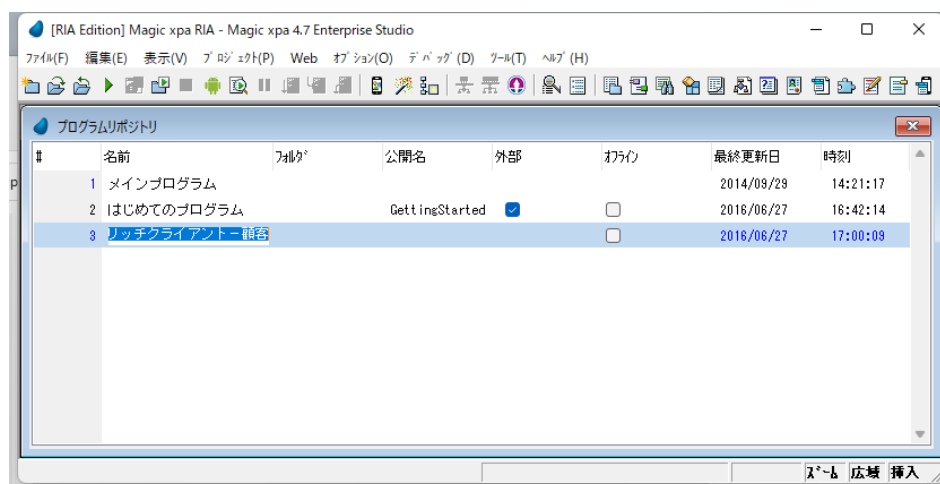 [RIA Edition] Magic xpa RIA - Magic xpa 4.7 Enterprise Studio
ﾌｧｲﾙ(F) 編集(E) 表示(V) ﾌﾟﾛｼﾞｪｸﾄ(P) Web ｵﾌﾟｼｮﾝ(O) ﾃﾞﾊﾞｯｸﾞ(D) ﾂｰﾙ(T) ﾍﾙﾌﾟ(H)
プログラムリポジトリ
# 名前 ﾌｫﾙﾀﾞ 公開名 外部 ｵﾌﾗｲﾝ 最終更新日 時刻
1 メインプログラム 2014/09/29 14:21:17
2 はじめてのプログラム GettingStarted 2016/06/27 16:42:14
3 リッチクライアントー顧客 2016/06/27 17:00:09
ｽﾞｰﾑ 広域 挿入